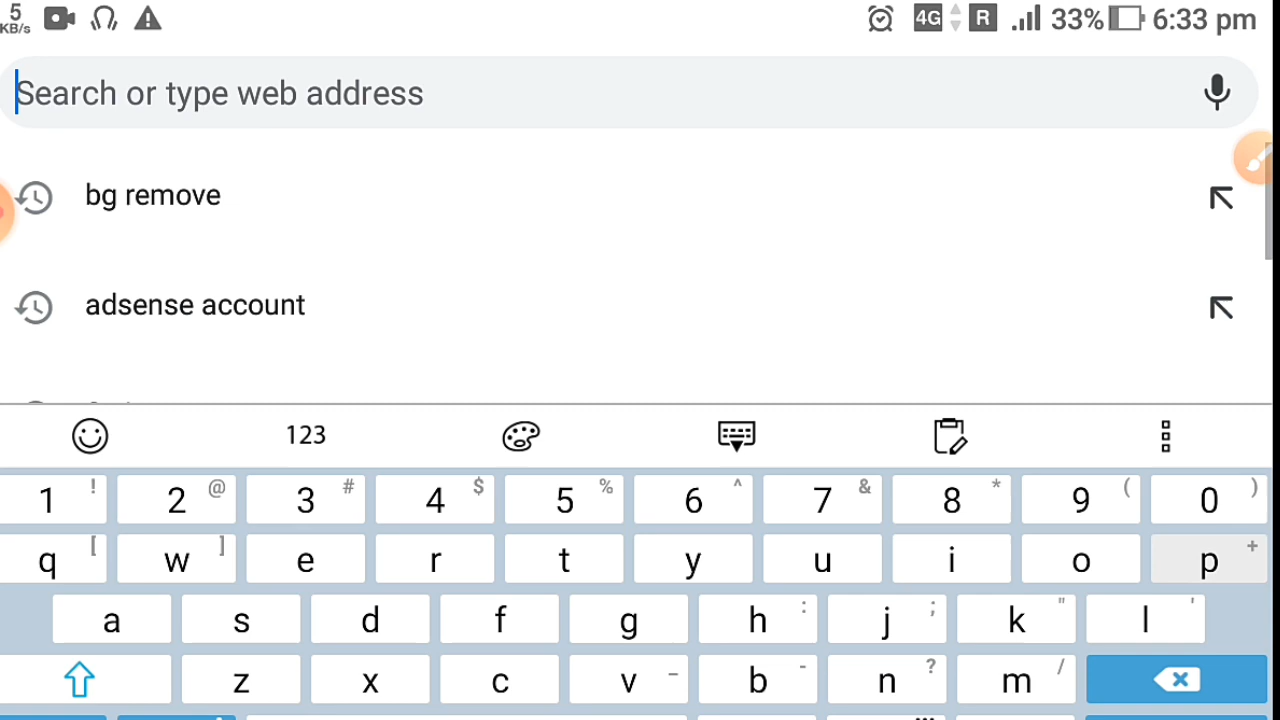 5 KB/s 4G R 33% 6:33 pm
Search or type web address
bg remove
adsense account
123
1 ! 2 @ 3 # 4 $ 5 % 6 ^ 7 & 8 * 9 ( 0 )
q [ w ] e r t y u i o p +
a s d f g h : j ; k " l '
z x c v _ b - n ? m /